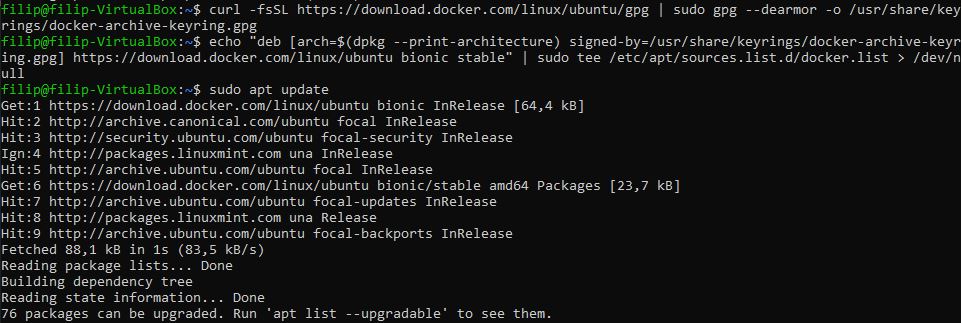 filip@filip-VirtualBox:~$ curl -fsSL https://download.docker.com/linux/ubuntu/gpg | sudo gpg --dearmor -o /usr/share/key
rings/docker-archive-keyring.gpg
filip@filip-VirtualBox:~$ echo "deb [arch=$(dpkg --print-architecture) signed-by=/usr/share/keyrings/docker-archive-keyr
ing.gpg] https://download.docker.com/linux/ubuntu bionic stable" | sudo tee /etc/apt/sources.list.d/docker.list > /dev/n
ull
filip@filip-VirtualBox:~$ sudo apt update
Get:1 https://download.docker.com/linux/ubuntu bionic InRelease [64,4 kB]
Hit:2 http://archive.canonical.com/ubuntu focal InRelease
Hit:3 http://security.ubuntu.com/ubuntu focal-security InRelease
Ign:4 http://packages.linuxmint.com una InRelease
Hit:5 http://archive.ubuntu.com/ubuntu focal InRelease
Get:6 https://download.docker.com/linux/ubuntu bionic/stable amd64 Packages [23,7 kB]
Hit:7 http://archive.ubuntu.com/ubuntu focal-updates InRelease
Hit:8 http://packages.linuxmint.com una Release
Hit:9 http://archive.ubuntu.com/ubuntu focal-backports InRelease
Fetched 88,1 kB in 1s (83,5 kB/s)
Reading package lists... Done
Building dependency tree
Reading state information... Done
76 packages can be upgraded. Run 'apt list --upgradable' to see them.